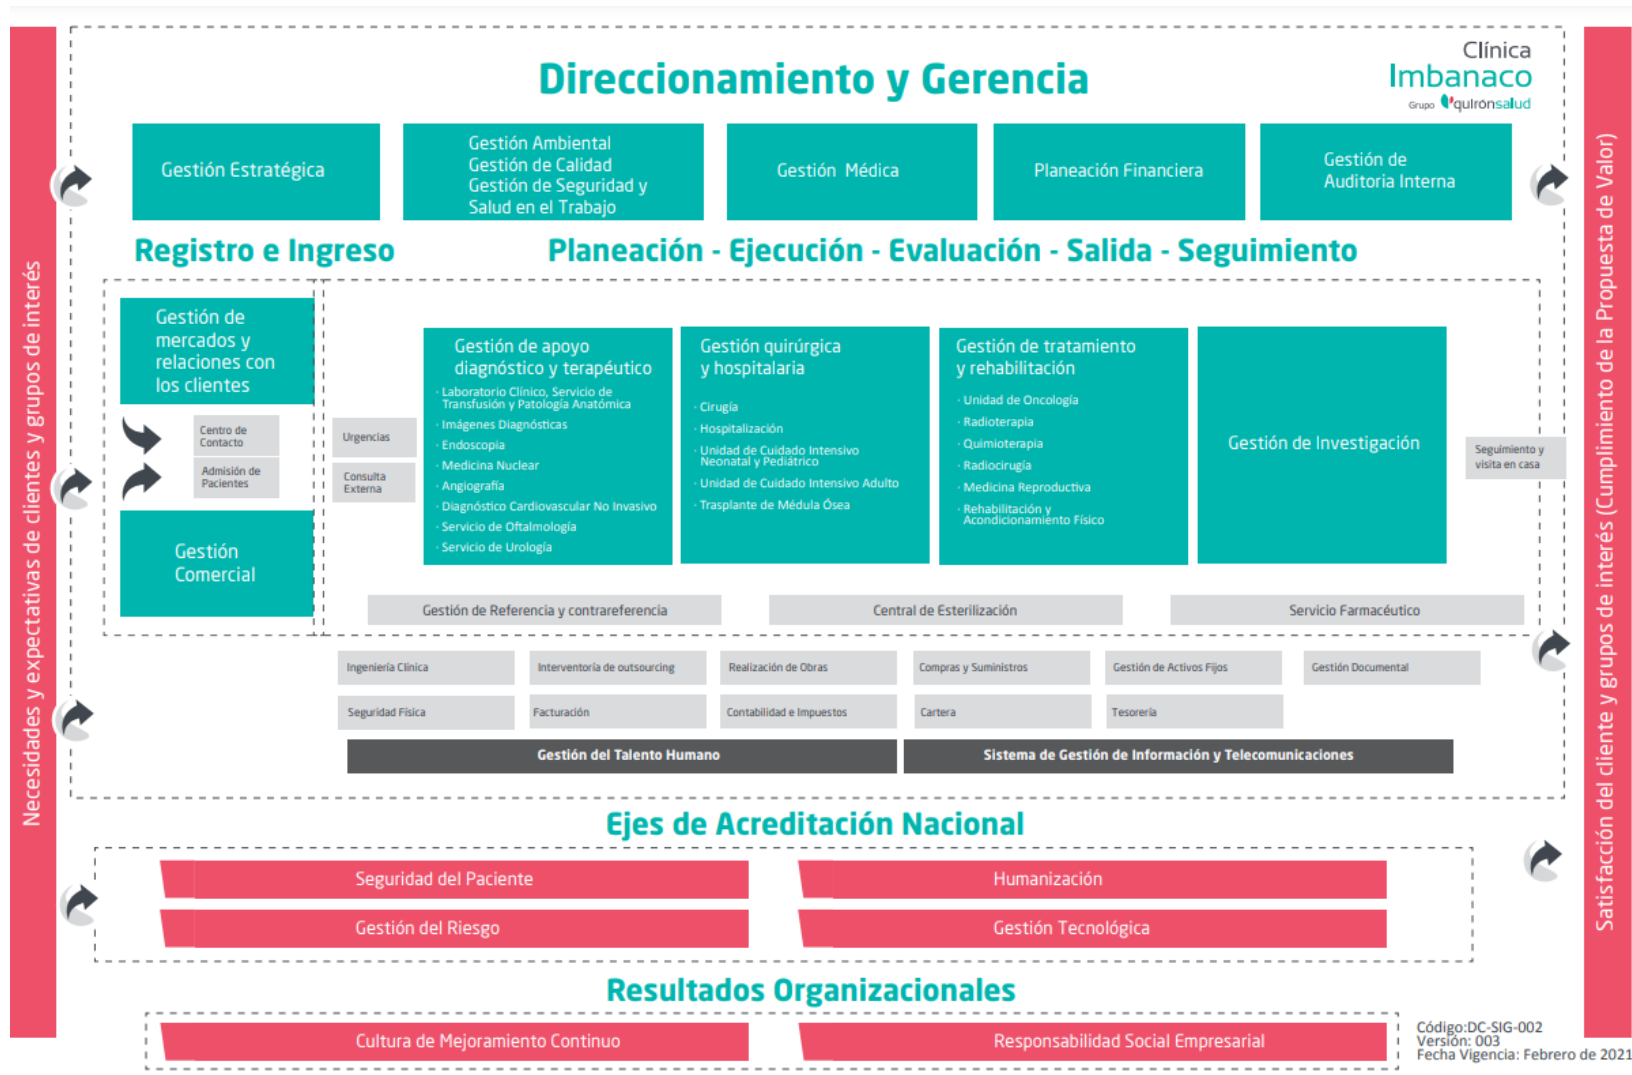 Clínica
Imbanaco
Grupo quirónsalud
Direccionamiento y Gerencia
Gestión Estratégica
Gestión Ambiental
Gestión de Calidad
Gestión de Seguridad y
Salud en el Trabajo
Gestión Médica
Planeación Financiera
Gestión de
Auditoria Interna
Registro e Ingreso
Planeación - Ejecución - Evaluación - Salida - Seguimiento
Necesidades y expectativas de clientes y grupos de interés
Gestión de
mercados y
relaciones con
los clientes
Centro de
Contacto
Admisión de
Pacientes
Gestión
Comercial
Urgencias
Consulta
Externa
Gestión de apoyo
diagnóstico y terapéutico
· Laboratorio Clínico, Servicio de
Transfusión y Patología Anatómica
· Imágenes Diagnósticas
· Endoscopia
· Medicina Nuclear
· Angiografía
· Diagnóstico Cardiovascular No Invasivo
· Servicio de Oftalmología
· Servicio de Urología
Gestión quirúrgica
y hospitalaria
· Cirugía
· Hospitalización
· Unidad de Cuidado Intensivo
Neonatal y Pediátrico
· Unidad de Cuidado Intensivo Adulto
· Trasplante de Médula Ósea
Gestión de tratamiento
y rehabilitación
· Unidad de Oncología
· Radioterapia
· Quimioterapia
· Radiocirugía
· Medicina Reproductiva
· Rehabilitación y
Acondicionamiento Físico
Gestión de Investigación
Seguimiento y
visita en casa
Gestión de Referencia y contrareferencia
Central de Esterilización
Servicio Farmacéutico
Ingeniería Clínica
Interventoría de outsourcing
Realización de Obras
Compras y Suministros
Gestión de Activos Fijos
Gestión Documental
Seguridad Física
Facturación
Contabilidad e Impuestos
Cartera
Tesorería
Gestión del Talento Humano
Sistema de Gestión de Información y Telecomunicaciones
Satisfacción del cliente y grupos de interés (Cumplimiento de la Propuesta de Valor)
Ejes de Acreditación Nacional
Seguridad del Paciente
Humanización
Gestión del Riesgo
Gestión Tecnológica
Resultados Organizacionales
Cultura de Mejoramiento Continuo
Responsabilidad Social Empresarial
Código:DC-SIG-002
Versión: 003
Fecha Vigencia: Febrero de 2021